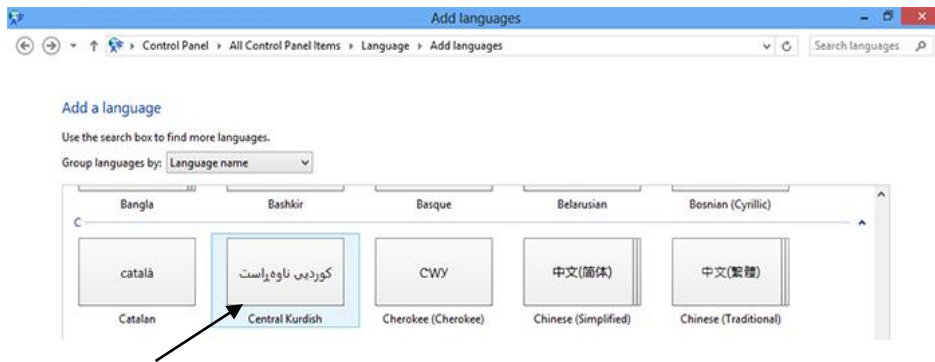 Add languages
Control Panel Al Control Panel Items Language Add languages
Search languages
Add a language
Use the search box to find more languages.
Group languages by: Language name
Bangla Bashkir Basque Belarusian Bosnian (Cyrillic)
C
català کوردیی ناوەڕاست ᏣᎳᎩ 中文(简体) 中文(繁體)
Catalan Central Kurdish Cherokee (Cherokee) Chinese (Simplified) Chinese (Traditional)